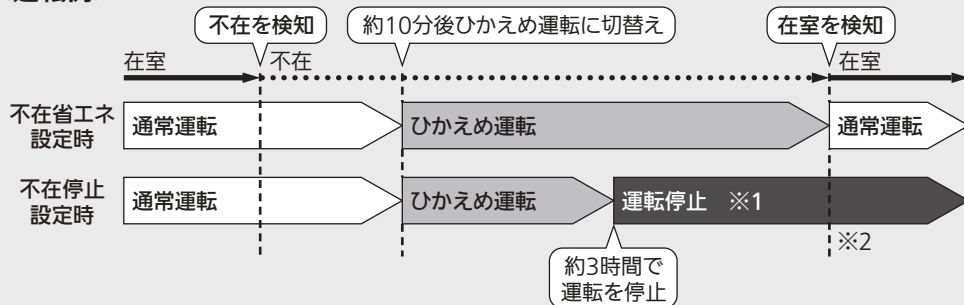 不在を検知
約10分後ひかえめ運転に切替え
在室を検知
在室
不在
在室
不在省エネ
設定時
通常運転
ひかえめ運転
通常運転
不在停止
設定時
通常運転
ひかえめ運転
運転停止 ※1
※2
約3時間で
運転を停止